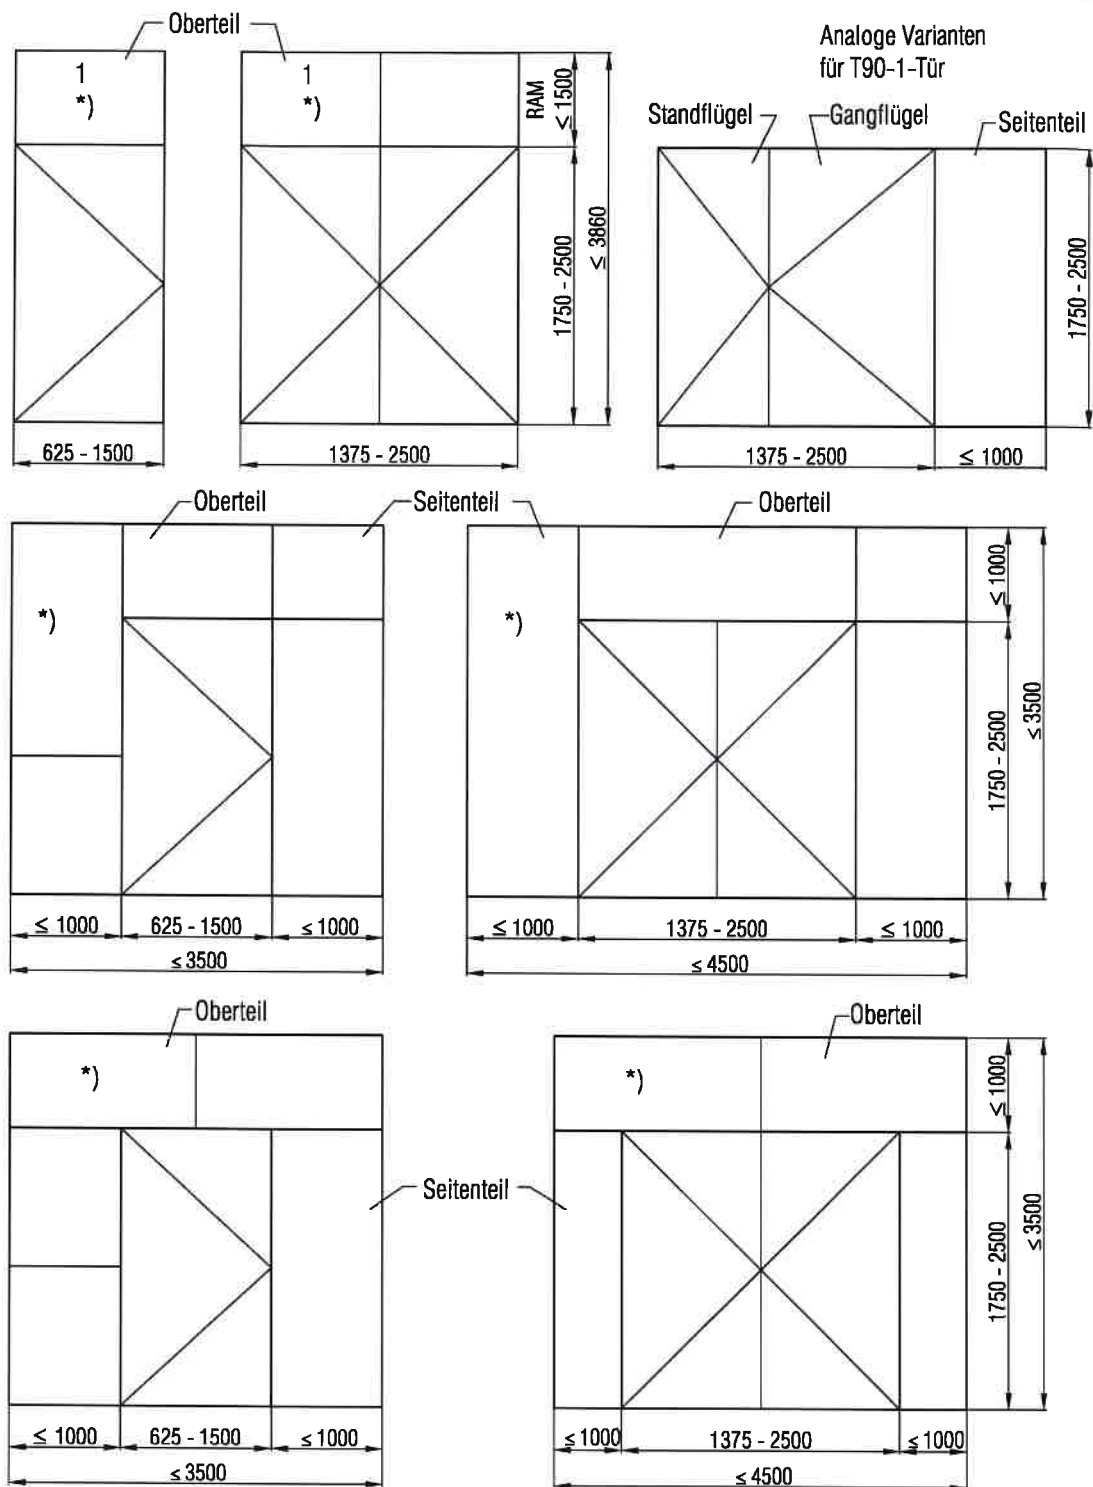 Oberteil
1
*)
1
*)
RAM
≤ 1500
1750 - 2500
≤ 3860
625 - 1500
1375 - 2500
Analoge Varianten
für T90-1-Tür
Standflügel
Gangflügel
Seitenteil
1750 - 2500
1375 - 2500
≤ 1000
Oberteil
Seitenteil
Oberteil
*)
*)
≤ 1000
1750 - 2500
≤ 3500
≤ 1000
625 - 1500
≤ 1000
≤ 3500
≤ 1000
1375 - 2500
≤ 1000
≤ 4500
Oberteil
Oberteil
*)
*)
≤ 1000
1750 - 2500
≤ 3500
Seitenteil
≤ 1000
625 - 1500
≤ 1000
≤ 3500
≤ 1000
1375 - 2500
≤ 1000
≤ 4500